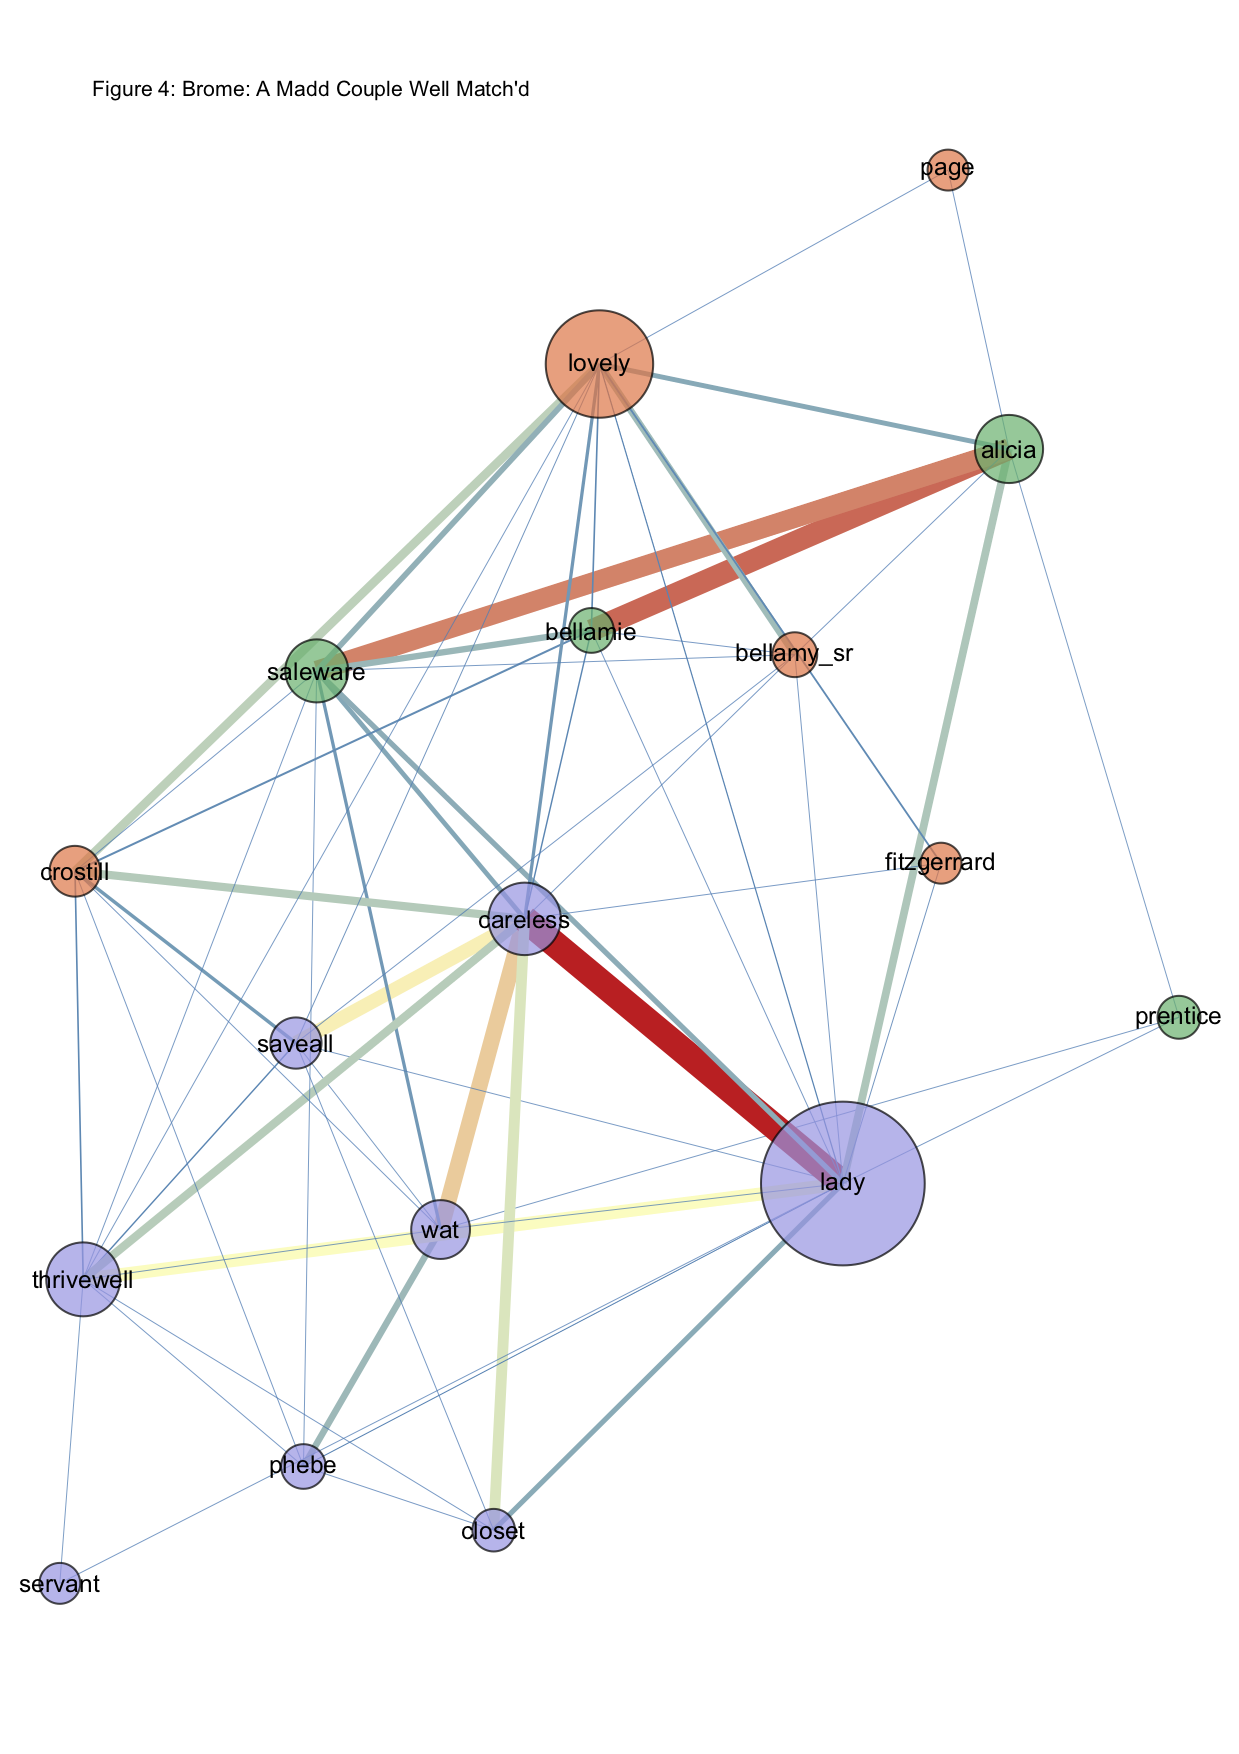 Figure 4: Brome: A Madd Couple Well Match'd
page
lovely
alicia
bellamie
bellamy_sr
saleware
fitzgerrard
crostill
careless
prentice
saveall
lady
wat
thrivewell
phebe
closet
servant